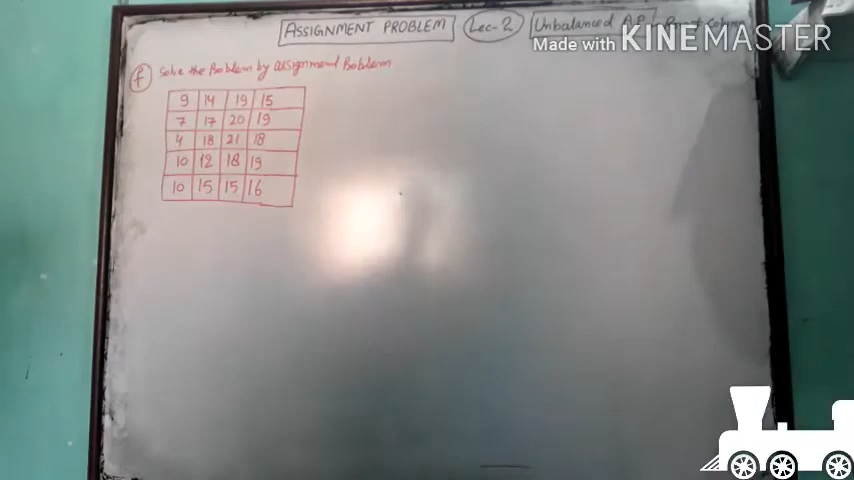 ASSIGNMENT PROBLEM Lec-2 Unbalanced A.P.
Made with KINEMASTER
f Solve the Problem by assignment Problem
9 14 19 15
7 17 20 19
4 18 21 18
10 12 18 19
10 15 15 16